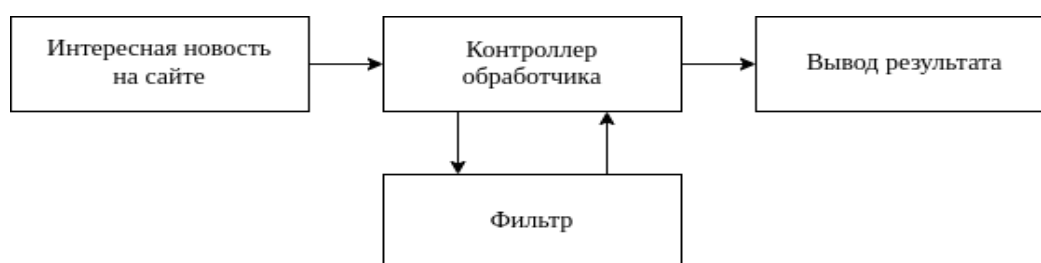 Интересная новость
на сайте
Контроллер
обработчика
Вывод результата
Фильтр